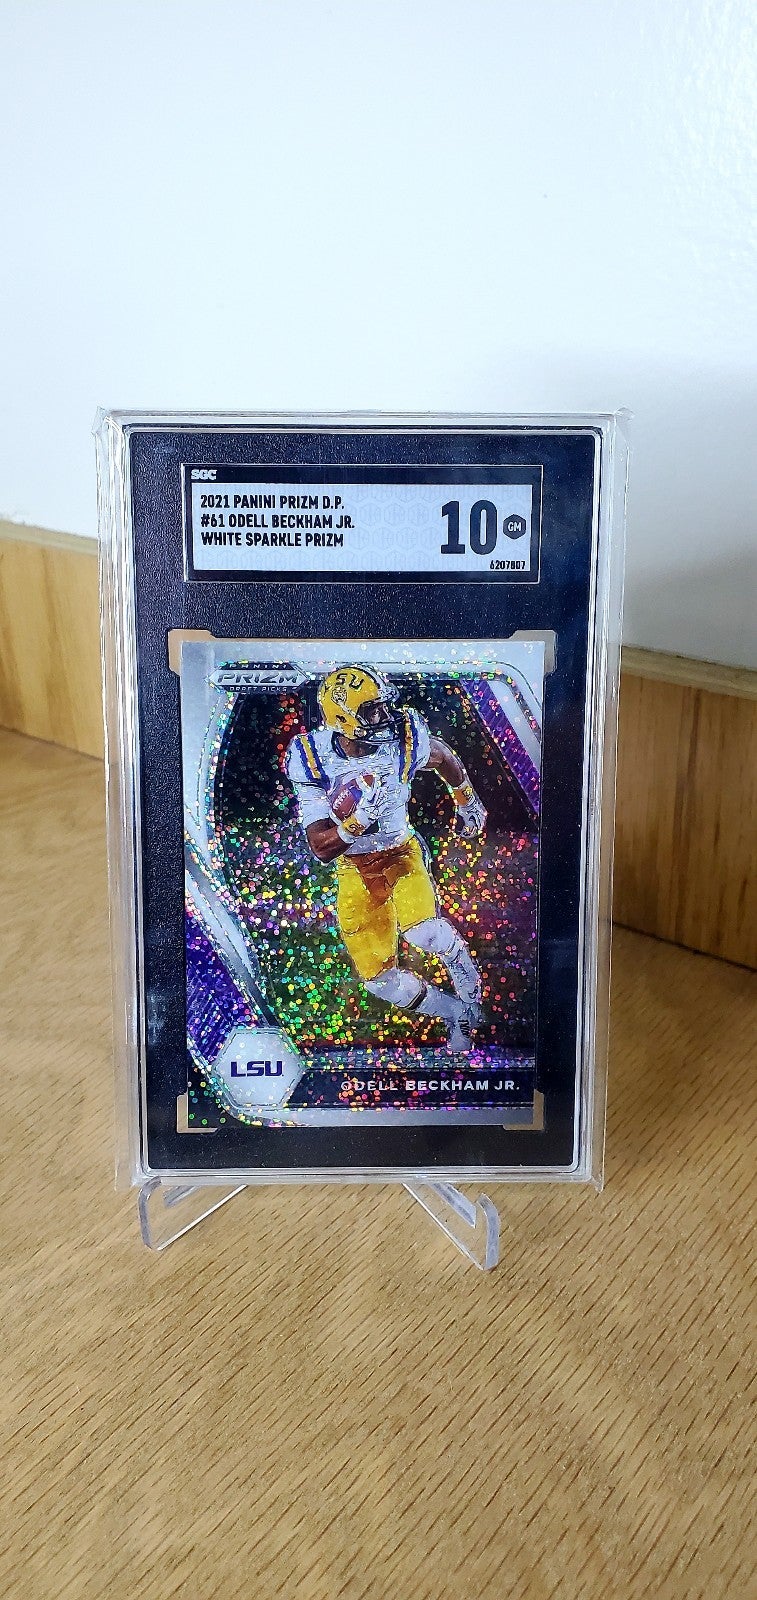 SGC
2021 PANINI PRIZM D.P.
#61 ODELL BECKHAM JR.
WHITE SPARKLE PRIZM
10 GM
6207807
PANINI
PRIZM
DRAFT PICKS
LSU
LSU
ODELL BECKHAM JR.